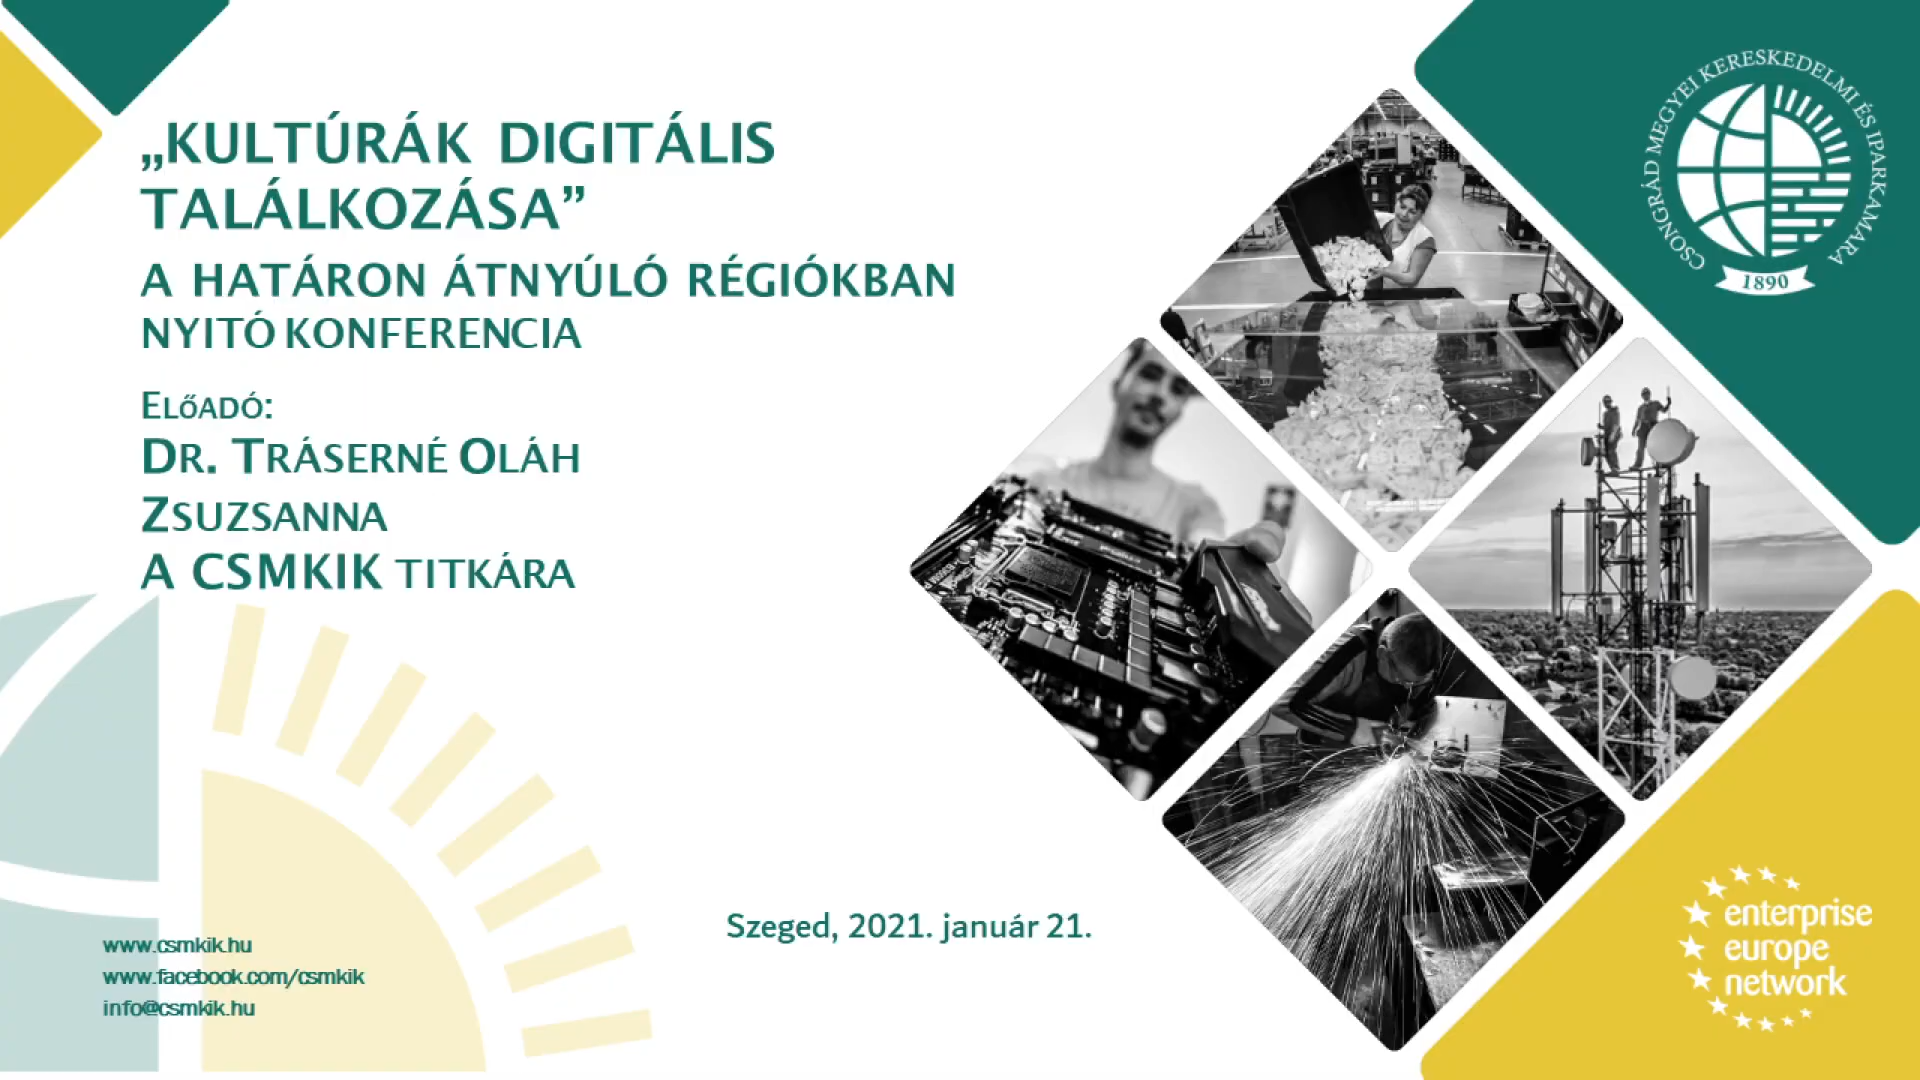 „KULTÚRÁK DIGITÁLIS
TALÁLKOZÁSA”
A HATÁRON ÁTNYÚLÓ RÉGIÓKBAN
NYITÓ KONFERENCIA
ELŐADÓ:
DR. TRÁSERNÉ OLÁH
ZSUZSANNA
A CSMKIK TITKÁRA
Szeged, 2021. január 21.
www.csmkik.hu
www.facebook.com/csmkik
info@csmkik.hu
CSONGRÁD MEGYEI KERESKEDELMI ÉS IPARKAMARA
1890
enterprise
europe
network